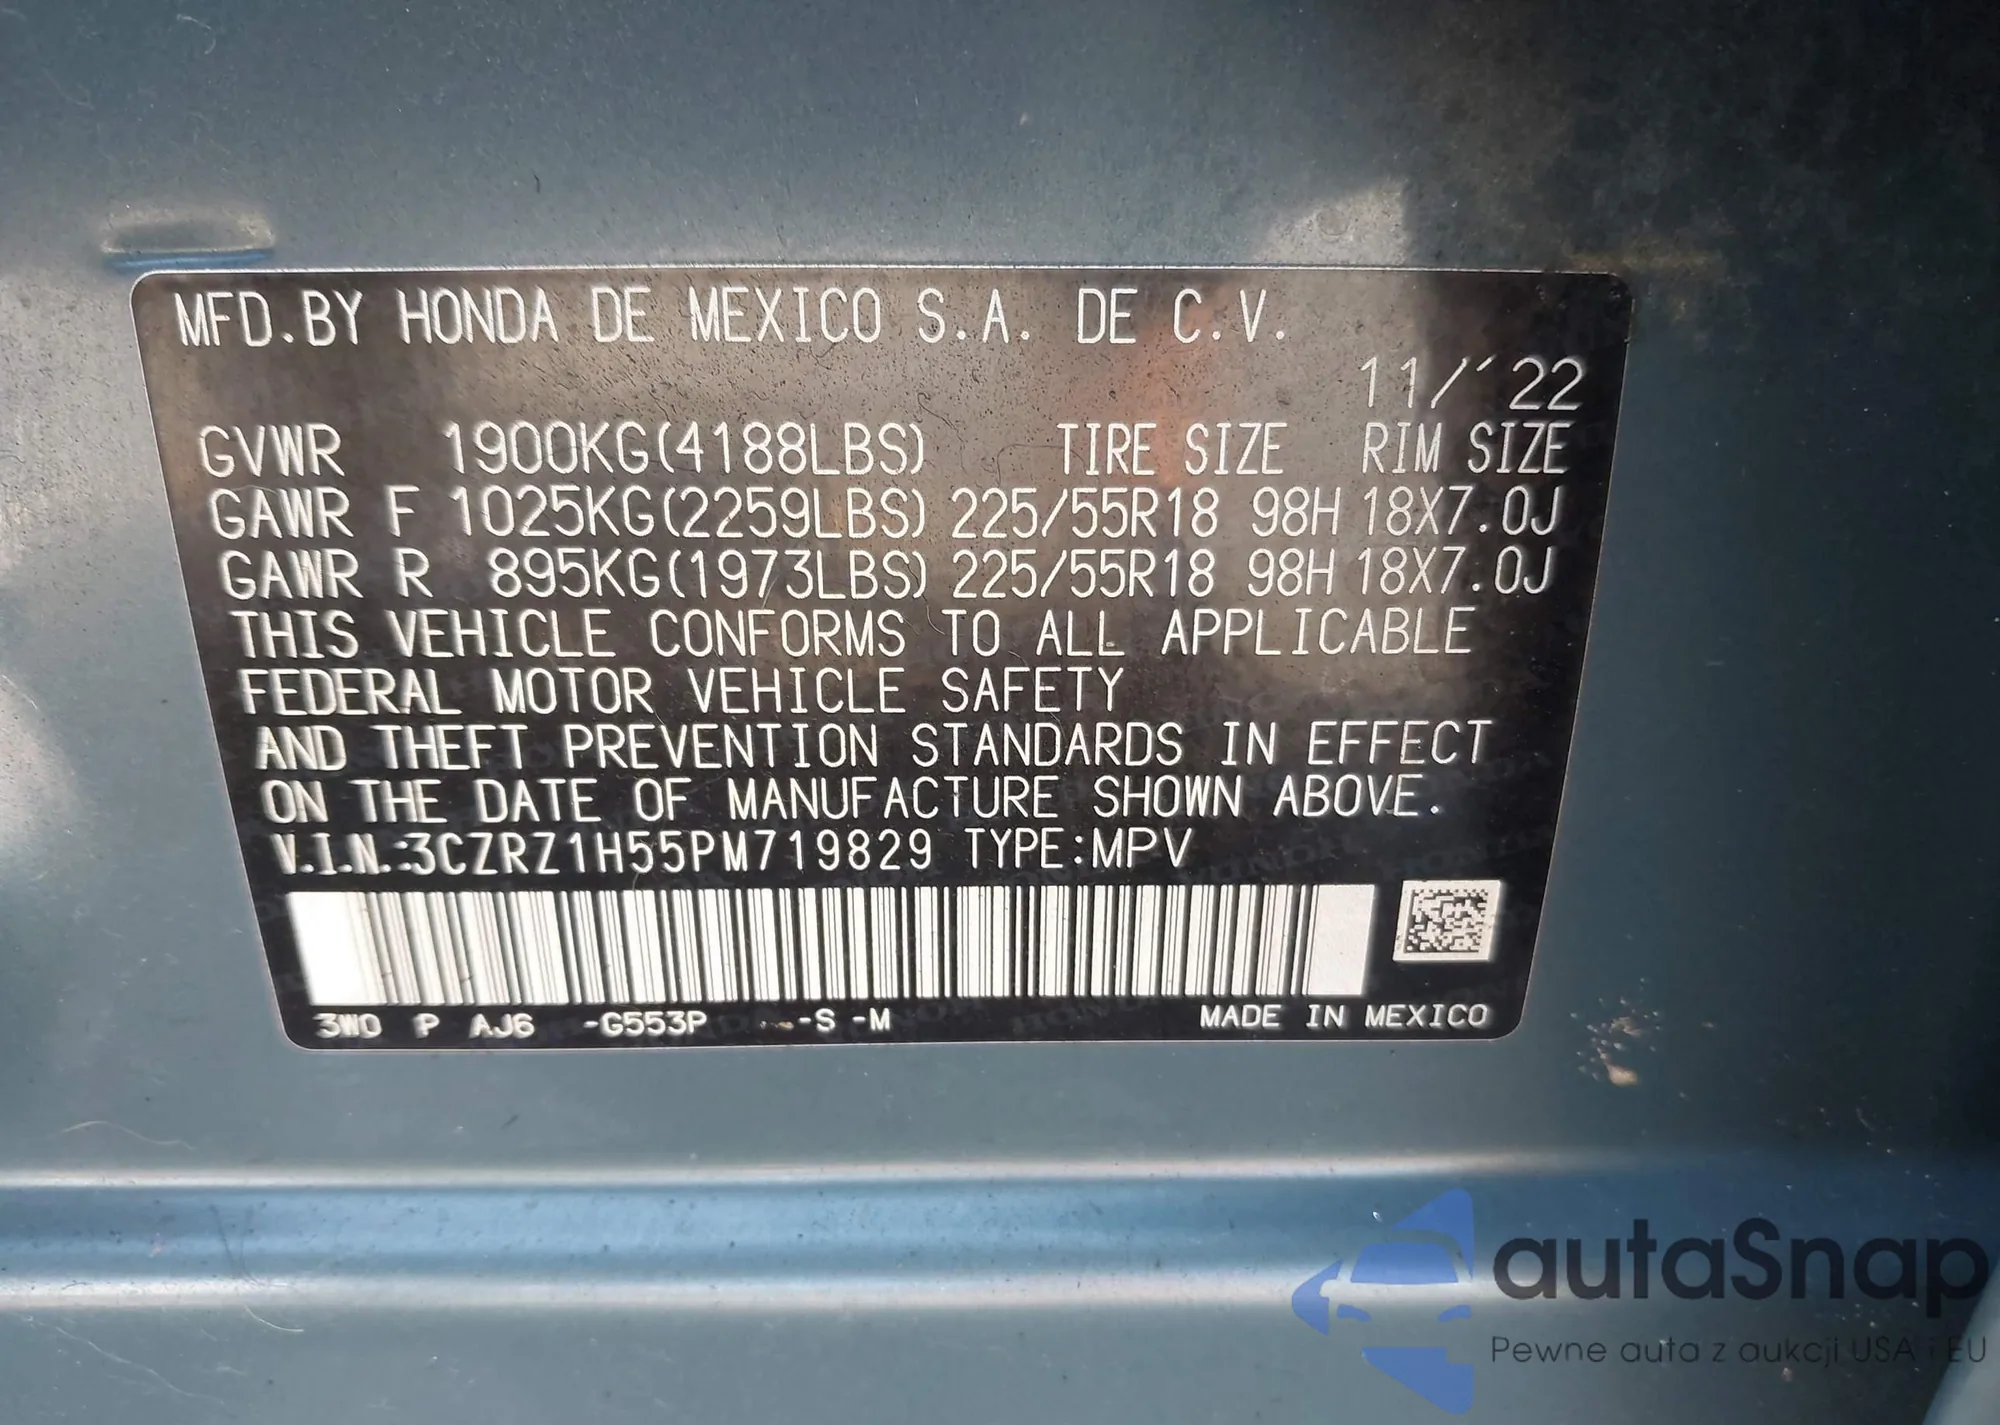 MFD.BY HONDA DE MEXICO S.A. DE C.V.
11/'22
GVWR 1900KG(4188LBS) TIRE SIZE RIM SIZE
GAWR F 1025KG(2259LBS) 225/55R18 98H 18X7.0J
GAWR R 895KG(1973LBS) 225/55R18 98H 18X7.0J
THIS VEHICLE CONFORMS TO ALL APPLICABLE
FEDERAL MOTOR VEHICLE SAFETY
AND THEFT PREVENTION STANDARDS IN EFFECT
ON THE DATE OF MANUFACTURE SHOWN ABOVE.
V.I.N.:3CZRZ1H55PM719829 TYPE:MPV
3W0 P AJ6 -G553P -S -M MADE IN MEXICO
autaSnap
Pewne auta z aukcji USA i EU